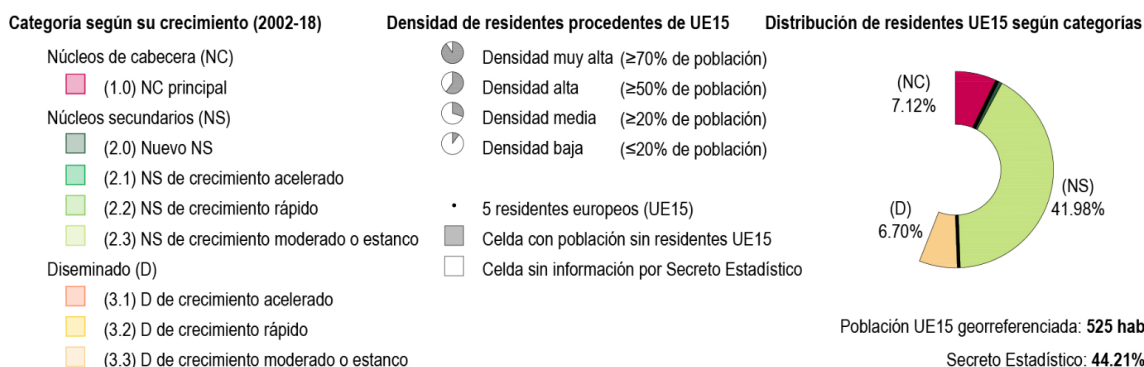 Categoría según su crecimiento (2002-18)
Núcleos de cabecera (NC)
(1.0) NC principal
Núcleos secundarios (NS)
(2.0) Nuevo NS
(2.1) NS de crecimiento acelerado
(2.2) NS de crecimiento rápido
(2.3) NS de crecimiento moderado o estanco
Diseminado (D)
(3.1) D de crecimiento acelerado
(3.2) D de crecimiento rápido
(3.3) D de crecimiento moderado o estanco
Densidad de residentes procedentes de UE15
Densidad muy alta (≥70% de población)
Densidad alta (≥50% de población)
Densidad media (≥20% de población)
Densidad baja (≤20% de población)
5 residentes europeos (UE15)
Celda con población sin residentes UE15
Celda sin información por Secreto Estadístico
Distribución de residentes UE15 según categorías
(NC)
7.12%
(NS)
41.98%
(D)
6.70%
Población UE15 georreferenciada: 525 hab
Secreto Estadístico: 44.21%